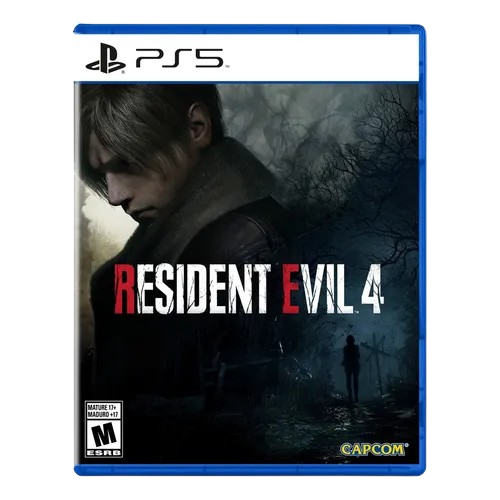 PS5
RESIDENT EVIL 4
MATURE 17+
MADURO +17
M
ESRB
CAPCOM